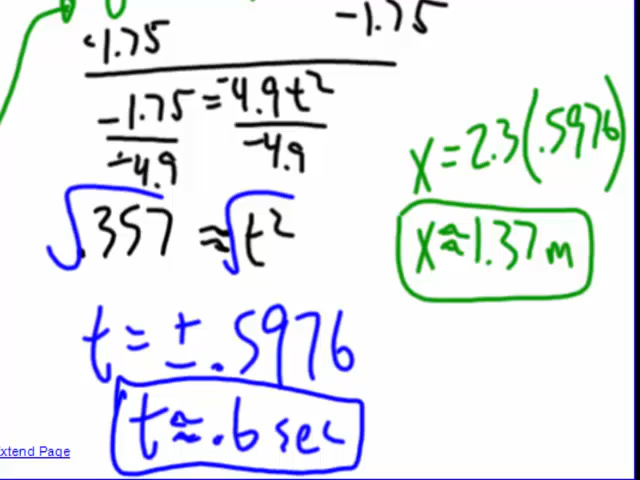 -1.75 -1.75
-1.75 = -4.9t²
-4.9 -4.9
√.357 ≈ √t²
t = ± .5976
t ≈ .6 sec
x = 2.3(.5976)
x ≈ 1.37 m
xtend Page